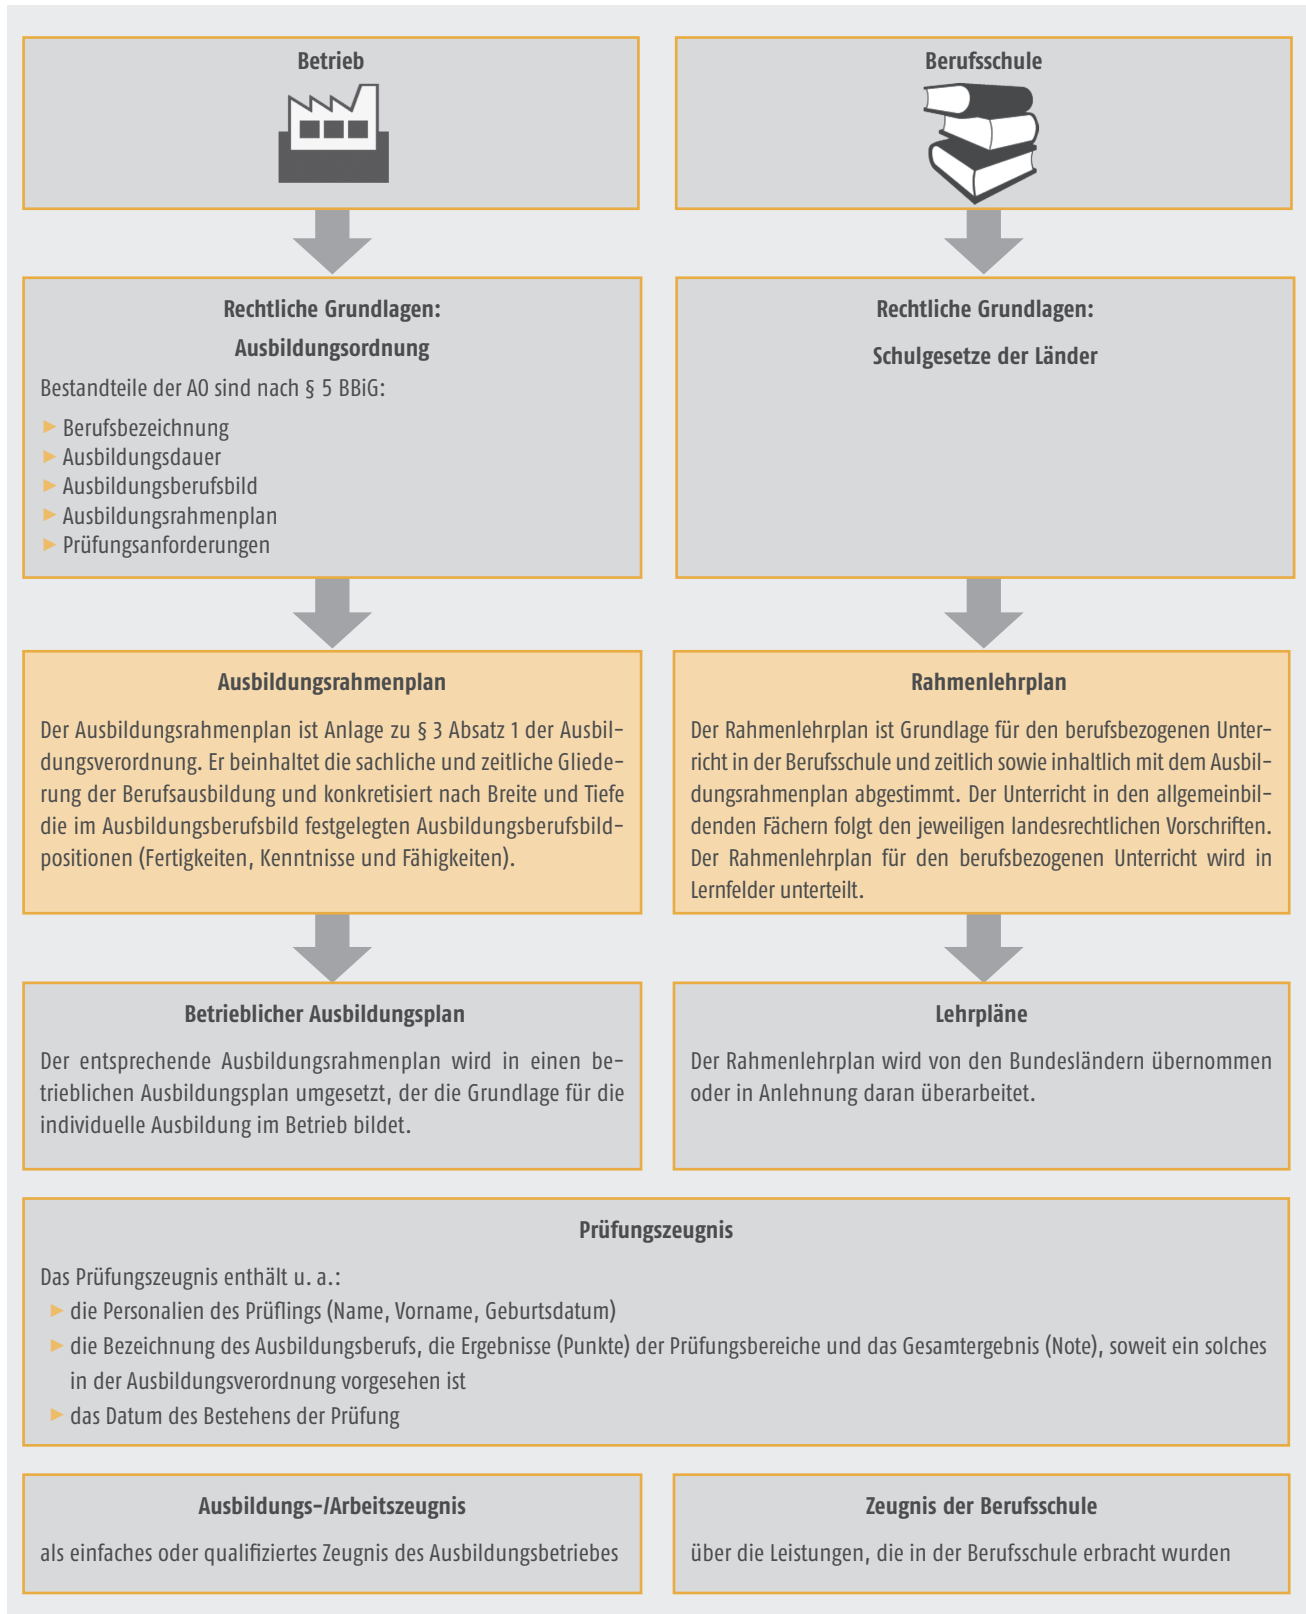 Betrieb
Berufsschule
Rechtliche Grundlagen:
Ausbildungsordnung
Bestandteile der AO sind nach § 5 BBiG:
► Berufsbezeichnung
► Ausbildungsdauer
► Ausbildungsberufsbild
► Ausbildungsrahmenplan
► Prüfungsanforderungen
Rechtliche Grundlagen:
Schulgesetze der Länder
Ausbildungsrahmenplan
Der Ausbildungsrahmenplan ist Anlage zu § 3 Absatz 1 der Ausbil-
dungsverordnung. Er beinhaltet die sachliche und zeitliche Gliede-
rung der Berufsausbildung und konkretisiert nach Breite und Tiefe
die im Ausbildungsberufsbild festgelegten Ausbildungsberufsbild-
positionen (Fertigkeiten, Kenntnisse und Fähigkeiten).
Rahmenlehrplan
Der Rahmenlehrplan ist Grundlage für den berufsbezogenen Unter-
richt in der Berufsschule und zeitlich sowie inhaltlich mit dem Ausbil-
dungsrahmenplan abgestimmt. Der Unterricht in den allgemeinbil-
denden Fächern folgt den jeweiligen landesrechtlichen Vorschriften.
Der Rahmenlehrplan für den berufsbezogenen Unterricht wird in
Lernfelder unterteilt.
Betrieblicher Ausbildungsplan
Der entsprechende Ausbildungsrahmenplan wird in einen be-
trieblichen Ausbildungsplan umgesetzt, der die Grundlage für die
individuelle Ausbildung im Betrieb bildet.
Lehrpläne
Der Rahmenlehrplan wird von den Bundesländern übernommen
oder in Anlehnung daran überarbeitet.
Prüfungszeugnis
Das Prüfungszeugnis enthält u. a.:
► die Personalien des Prüflings (Name, Vorname, Geburtsdatum)
► die Bezeichnung des Ausbildungsberufs, die Ergebnisse (Punkte) der Prüfungsbereiche und das Gesamtergebnis (Note), soweit ein solches
in der Ausbildungsverordnung vorgesehen ist
► das Datum des Bestehens der Prüfung
Ausbildungs-/Arbeitszeugnis
als einfaches oder qualifiziertes Zeugnis des Ausbildungsbetriebes
Zeugnis der Berufsschule
über die Leistungen, die in der Berufsschule erbracht wurden